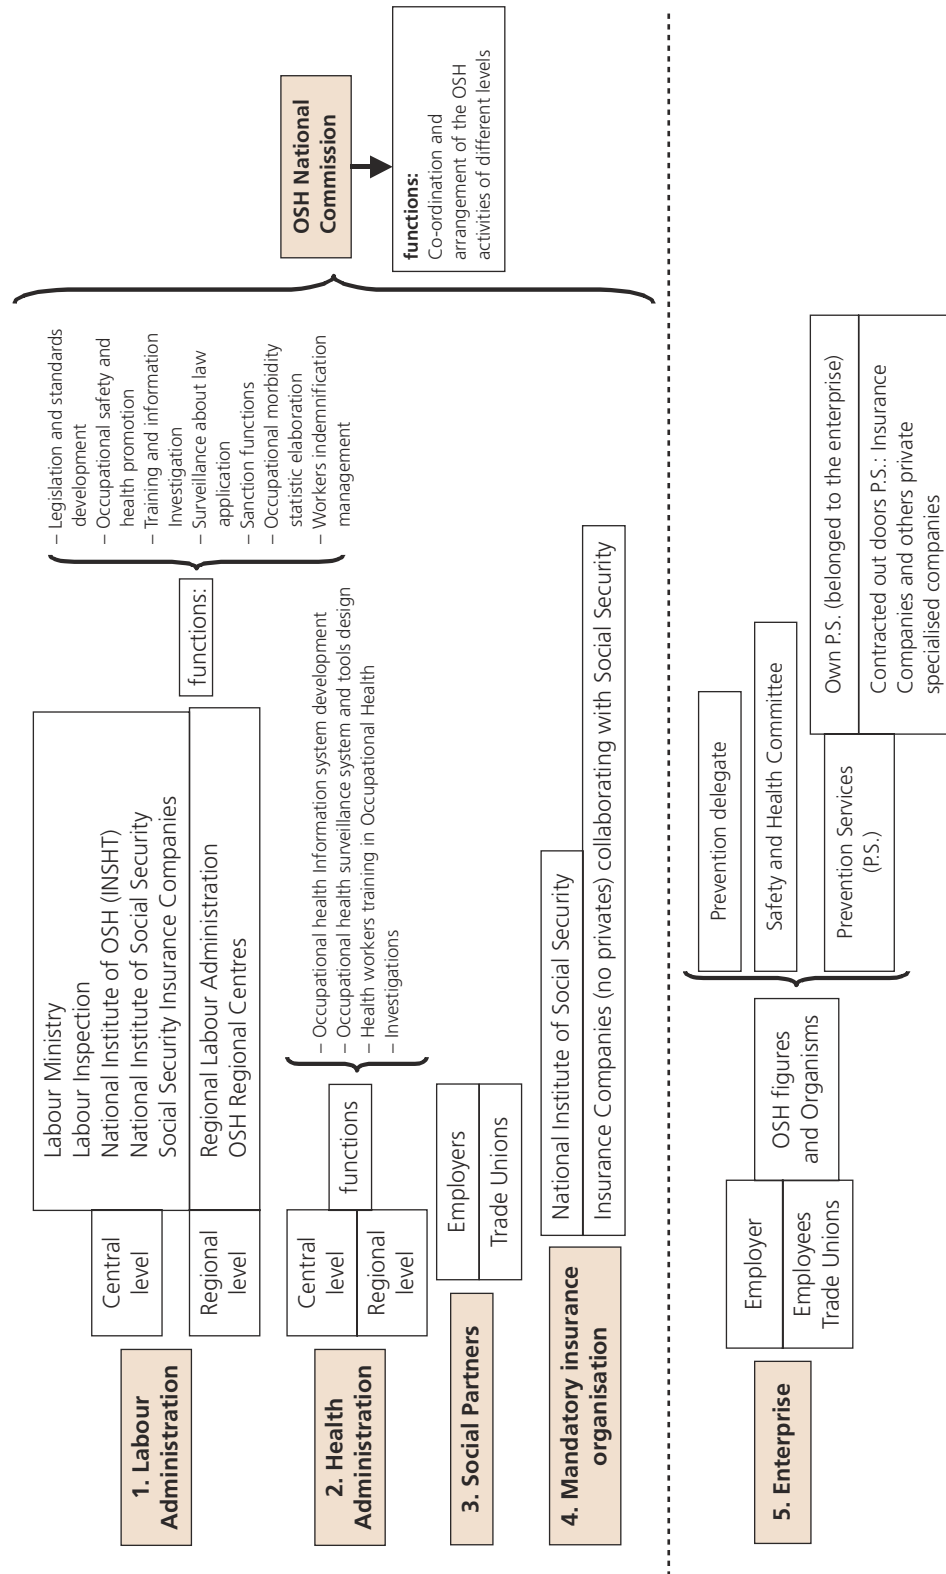 1. Labour
Administration
Central
level
Labour Ministry
Labour Inspection
National Institute of OSH (INSHT)
National Institute of Social Security
Social Security Insurance Companies
Regional
level
Regional Labour Administration
OSH Regional Centres
functions:
– Legislation and standards
development
– Occupational safety and
health promotion
– Training and information
Investigation
– Surveillance about law
application
– Sanction functions
– Occupational morbidity
statistic elaboration
– Workers indemnification
management
2. Health
Administration
Central
level
Regional
level
functions
– Occupational health Information system development
– Occupational health surveillance system and tools design
– Health workers training in Occupational Health
– Investigations
3. Social Partners
Employers
Trade Unions
4. Mandatory insurance
organisation
National Institute of Social Security
Insurance Companies (no privates) collaborating with Social Security
OSH National
Commission
functions:
Co-ordination and
arrangement of the OSH
activities of different levels
5. Enterprise
Employer
Employees
Trade Unions
OSH figures
and Organisms
Prevention delegate
Safety and Health Committee
Prevention Services
(P.S.)
Own P.S. (belonged to the enterprise)
Contracted out doors P.S.: Insurance
Companies and others private
specialised companies